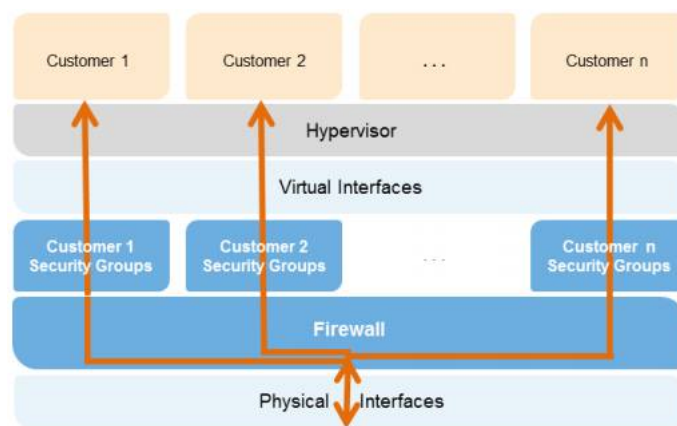 Customer 1
Customer 2
...
Customer n
Hypervisor
Virtual Interfaces
Customer 1
Security Groups
Customer 2
Security Groups
...
Customer n
Security Groups
Firewall
Physical Interfaces